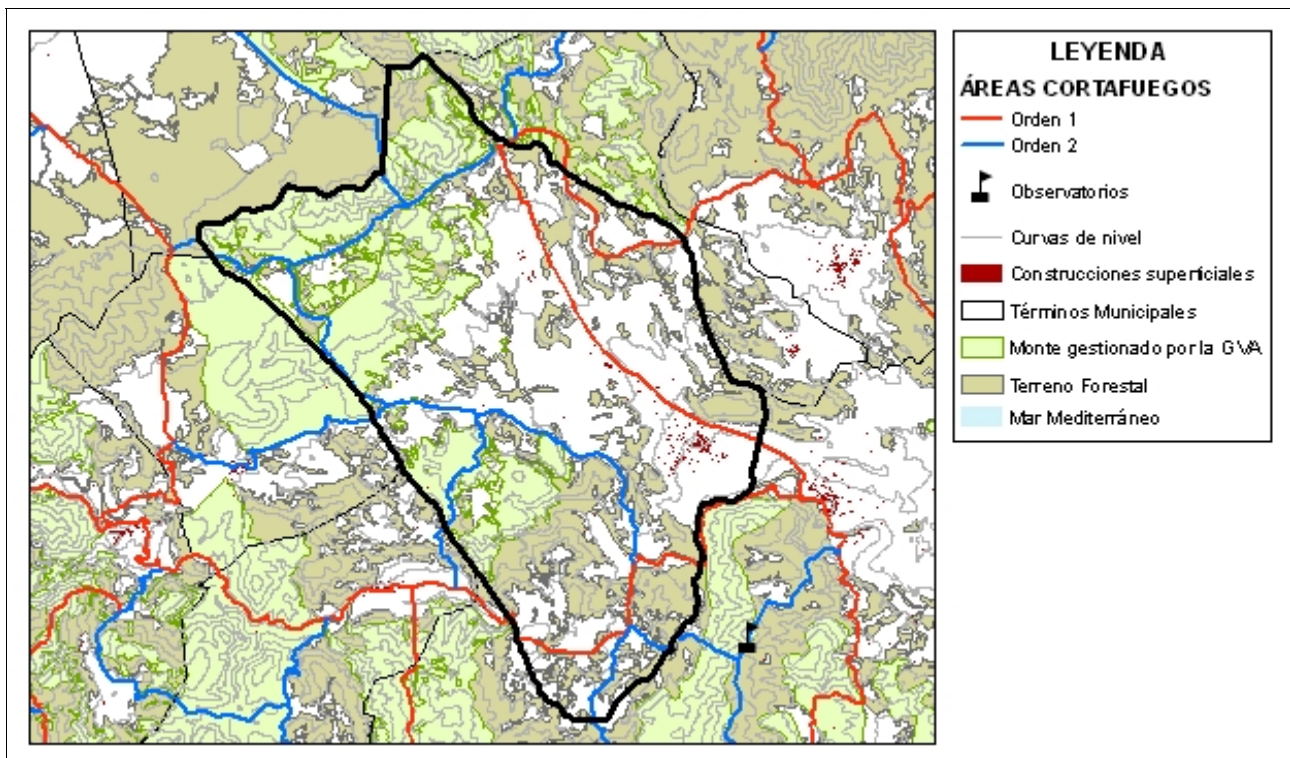 LEYENDA
ÁREAS CORTAFUEGOS
Orden 1
Orden 2
Observatorios
Curvas de nivel
Construcciones superficiales
Términos Municipales
Monte gestionado por la GVA
Terreno Forestal
Mar Mediterráneo